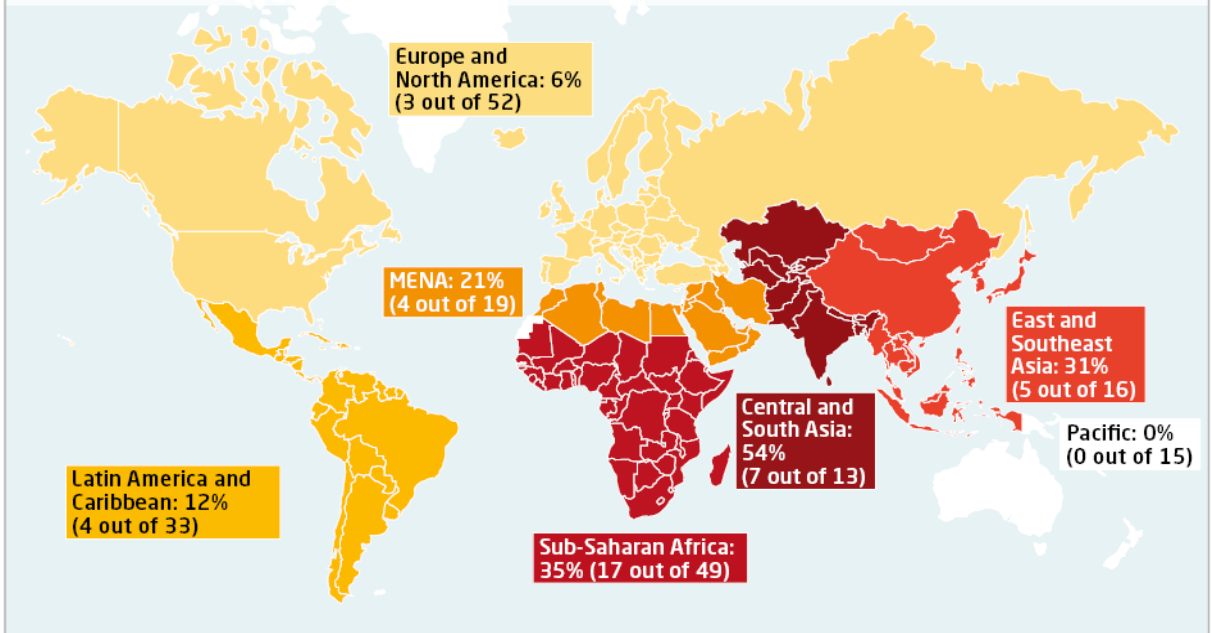 Europe and
North America: 6%
(3 out of 52)
MENA: 21%
(4 out of 19)
East and
Southeast
Asia: 31%
(5 out of 16)
Central and
South Asia:
54%
(7 out of 13)
Pacific: 0%
(0 out of 15)
Latin America and
Caribbean: 12%
(4 out of 33)
Sub-Saharan Africa:
35% (17 out of 49)